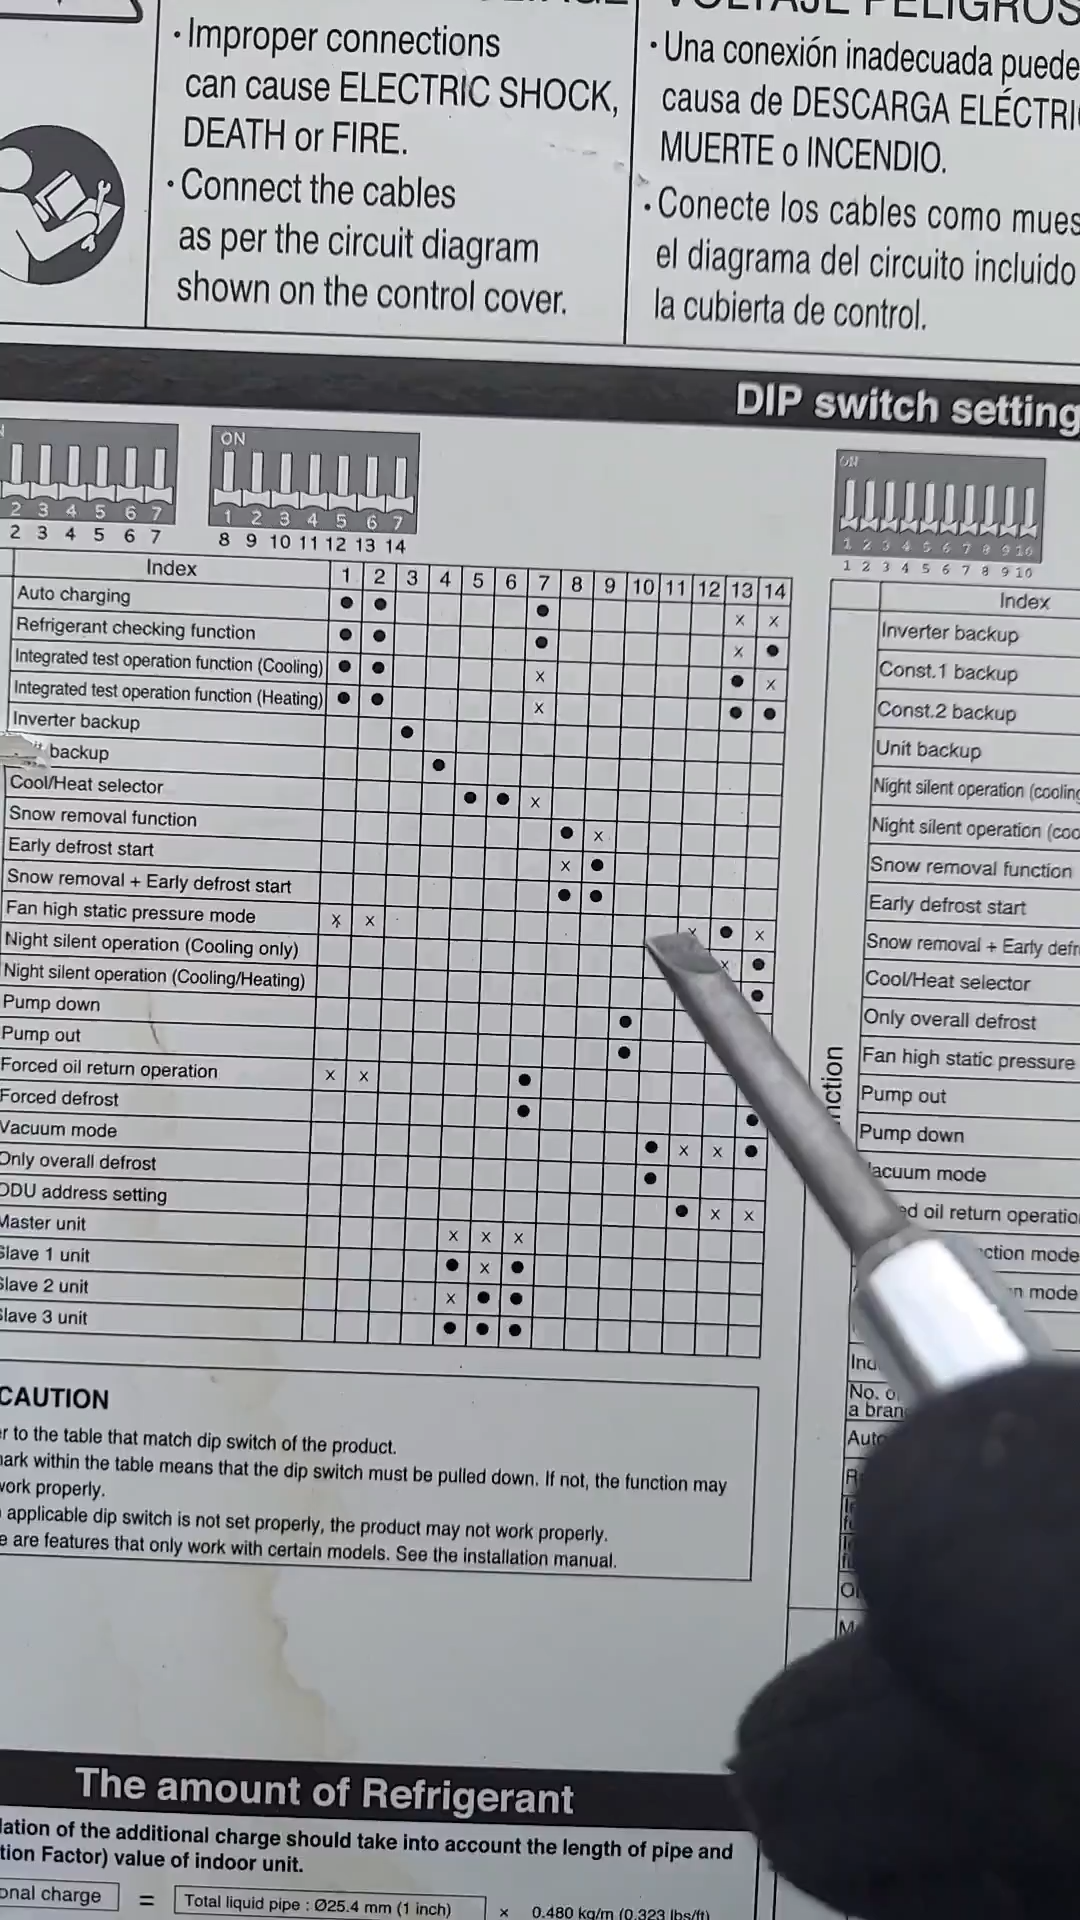 • Improper connections
can cause ELECTRIC SHOCK,
DEATH or FIRE.
• Connect the cables
as per the circuit diagram
shown on the control cover.
• Una conexión inadecuada puede
causa de DESCARGA ELÉCTRI
MUERTE o INCENDIO.
• Conecte los cables como mues
el diagrama del circuito incluido
la cubierta de control.
DIP switch setting
2 3 4 5 6 7
2 3 4 5 6 7
ON
1 2 3 4 5 6 7
8 9 10 11 12 13 14
Index 1 2 3 4 5 6 7 8 9 10 11 12 13 14
Auto charging ● ● ● x x
Refrigerant checking function ● ● ● x ●
Integrated test operation function (Cooling) ● ● x ● x
Integrated test operation function (Heating) ● ● x ● ●
Inverter backup ●
backup ●
Cool/Heat selector ● ● x
Snow removal function ● x
Early defrost start x ●
Snow removal + Early defrost start ● ●
Fan high static pressure mode x x x ● x
Night silent operation (Cooling only) x ●
Night silent operation (Cooling/Heating) ●
Pump down ●
Pump out ●
Forced oil return operation x x ●
Forced defrost ● ●
Vacuum mode ● x x ●
Only overall defrost ●
ODU address setting ● x x
Master unit x x x
Slave 1 unit ● x ●
Slave 2 unit x ● ●
Slave 3 unit ● ● ●
CAUTION
er to the table that match dip switch of the product.
mark within the table means that the dip switch must be pulled down. If not, the function may
work properly.
applicable dip switch is not set properly, the product may not work properly.
e are features that only work with certain models. See the installation manual.
ON
1 2 3 4 5 6 7 8 9 10
1 2 3 4 5 6 7 8 9 10
Index
Inverter backup
Const.1 backup
Const.2 backup
Unit backup
Night silent operation (cooling
Night silent operation (coo
Snow removal function
Early defrost start
Snow removal + Early defr
Cool/Heat selector
Only overall defrost
Fan high static pressure
Pump out
Pump down
acuum mode
ed oil return operatio
ction mode
n mode
nction
No. o
a bran
Auto
The amount of Refrigerant
lation of the additional charge should take into account the length of pipe and
tion Factor) value of indoor unit.
onal charge = Total liquid pipe : Ø25.4 mm (1 inch) x 0.480 kg/m (0.323 lbs/ft)